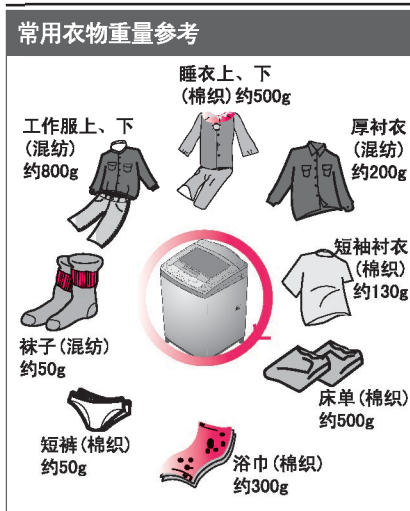 常用衣物重量参考
睡衣上、下
(棉织)约500g
工作服上、下
(混纺)
约800g
厚衬衣
(混纺)
约200g
短袖衬衣
(棉织)
约130g
袜子(混纺)
约50g
床单(棉织)
约500g
短裤(棉织)
约50g
浴巾(棉织)
约300g